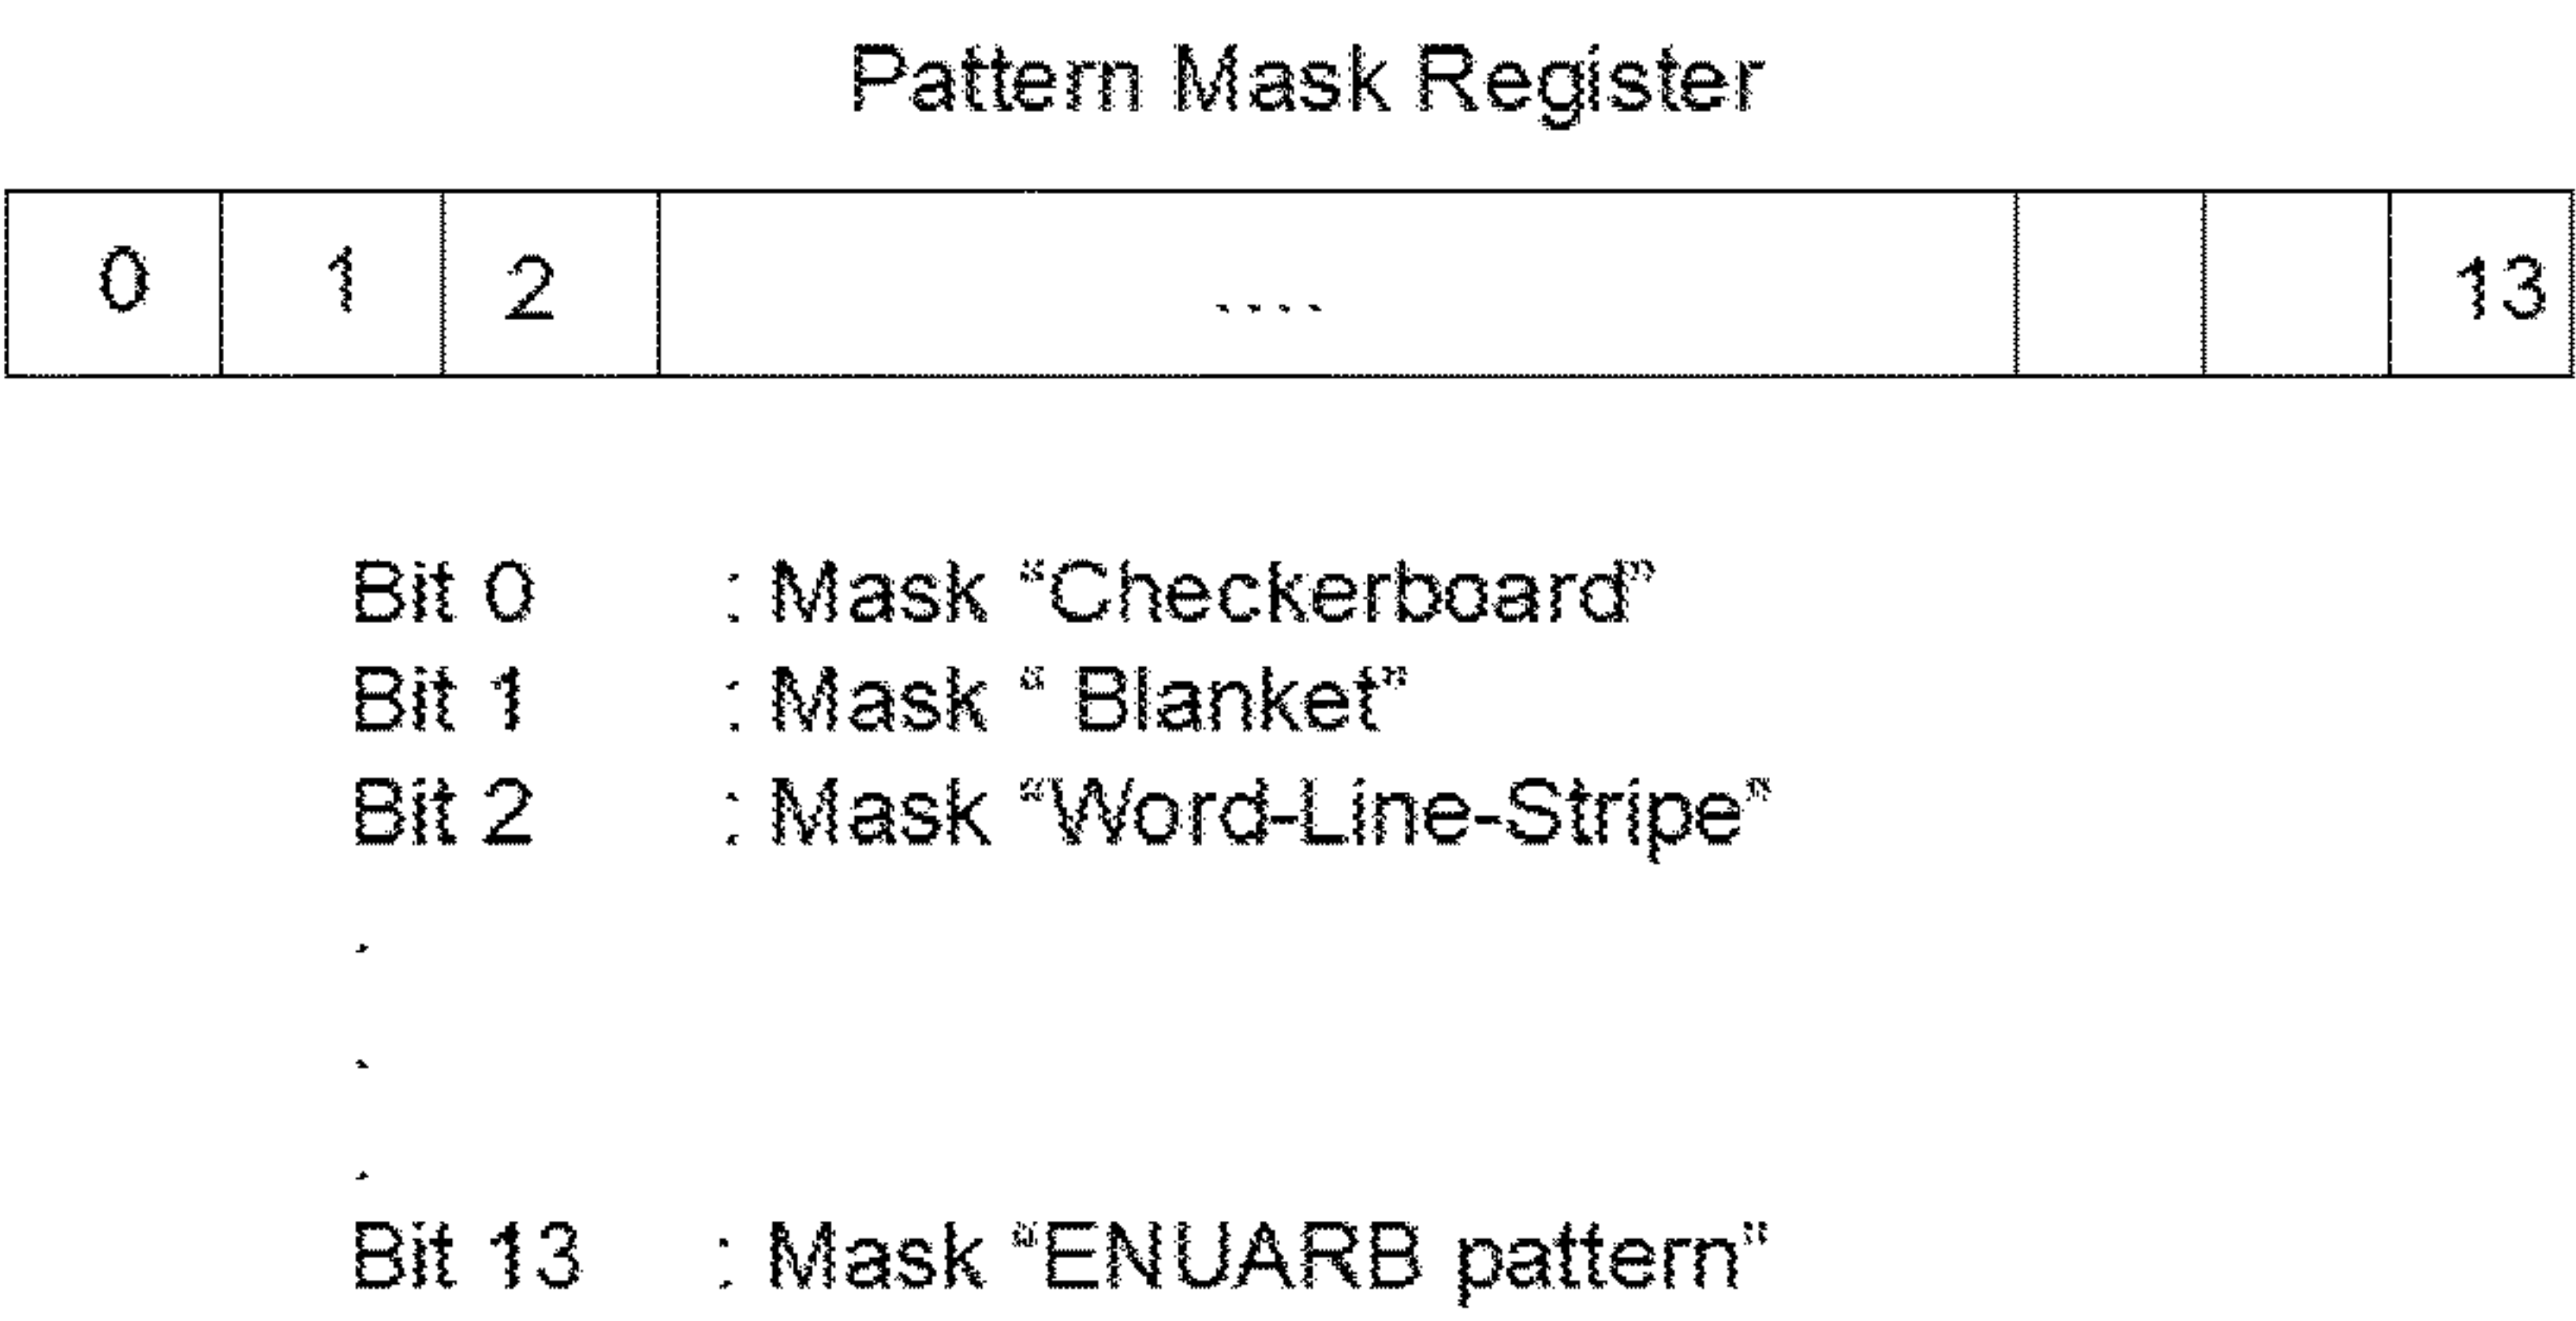 Pattern Mask Register
0 1 2 .... 13
Bit 0 : Mask "Checkerboard"
Bit 1 : Mask " Blanket"
Bit 2 : Mask "Word-Line-Stripe"
.
.
.
Bit 13 : Mask "ENUARB pattern"